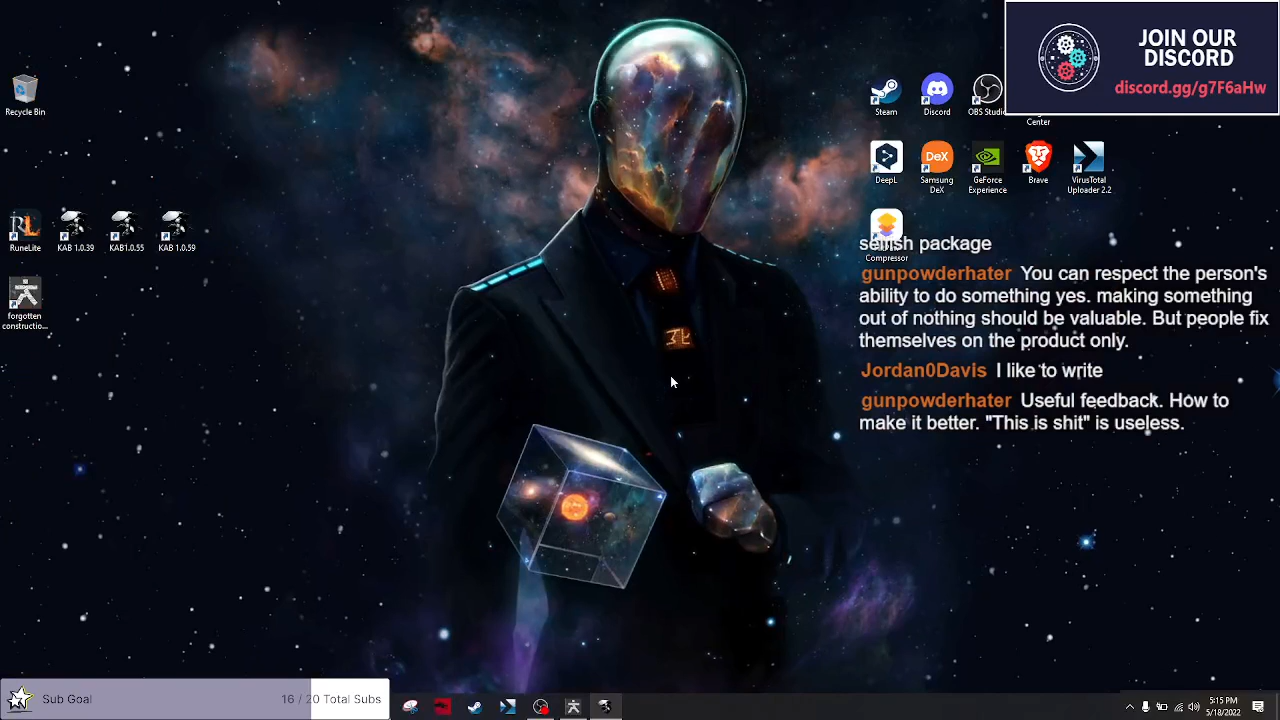 JOIN OUR
DISCORD
discord.gg/g7F6aHw
Recycle Bin
Steam
Discord
OBS Studio
Center
DeepL
Samsung
DeX
GeForce
Experience
Brave
VirusTotal
Uploader 2.2
RuneLite
KAB 1.0.39
KAB1.0.55
KAB 1.0.59
Compressor
selfish package
gunpowderhater You can respect the person's
ability to do something yes. making something
out of nothing should be valuable. But people fix
themselves on the product only.
Jordan0Davis I like to write
gunpowderhater Useful feedback. How to
make it better. "This is shit" is useless.
forgotten
constructio...
Sub Goal
16 / 20 Total Subs
5:15 PM
5/18/2022